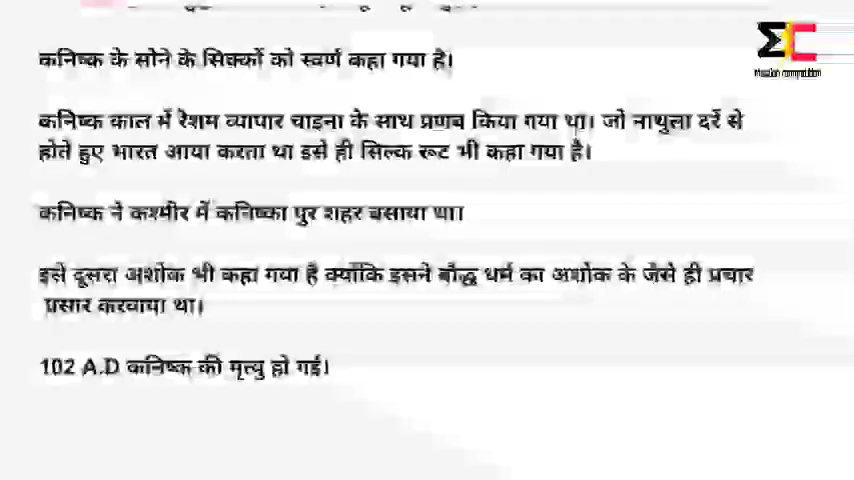 कनिष्क के सोने के सिक्कों को स्वर्ण कहा गया है।
कनिष्क काल में रेशम व्यापार चाइना के साथ प्रणब किया गया था। जो नाथुला दर्रे से
होते हुए भारत आया करता था इसे ही सिल्क रूट भी कहा गया है।
कनिष्क ने कश्मीर में कनिष्का पुर शहर बसाया था।
इसे दूसरा अशोक भी कहा गया है क्योंकि इसने बौद्ध धर्म का अशोक के जैसे ही प्रचार
प्रसार करवाया था।
102 A.D कनिष्क की मृत्यु हो गई।